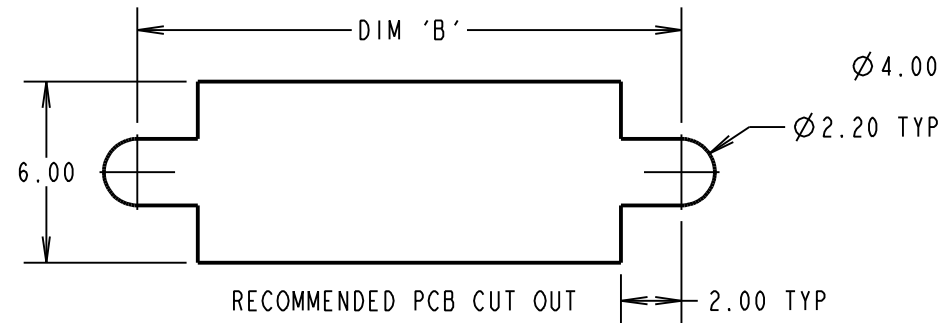 DIM 'B'
Ø4.00
Ø2.20 TYP
6.00
RECOMMENDED PCB CUT OUT
2.00 TYP